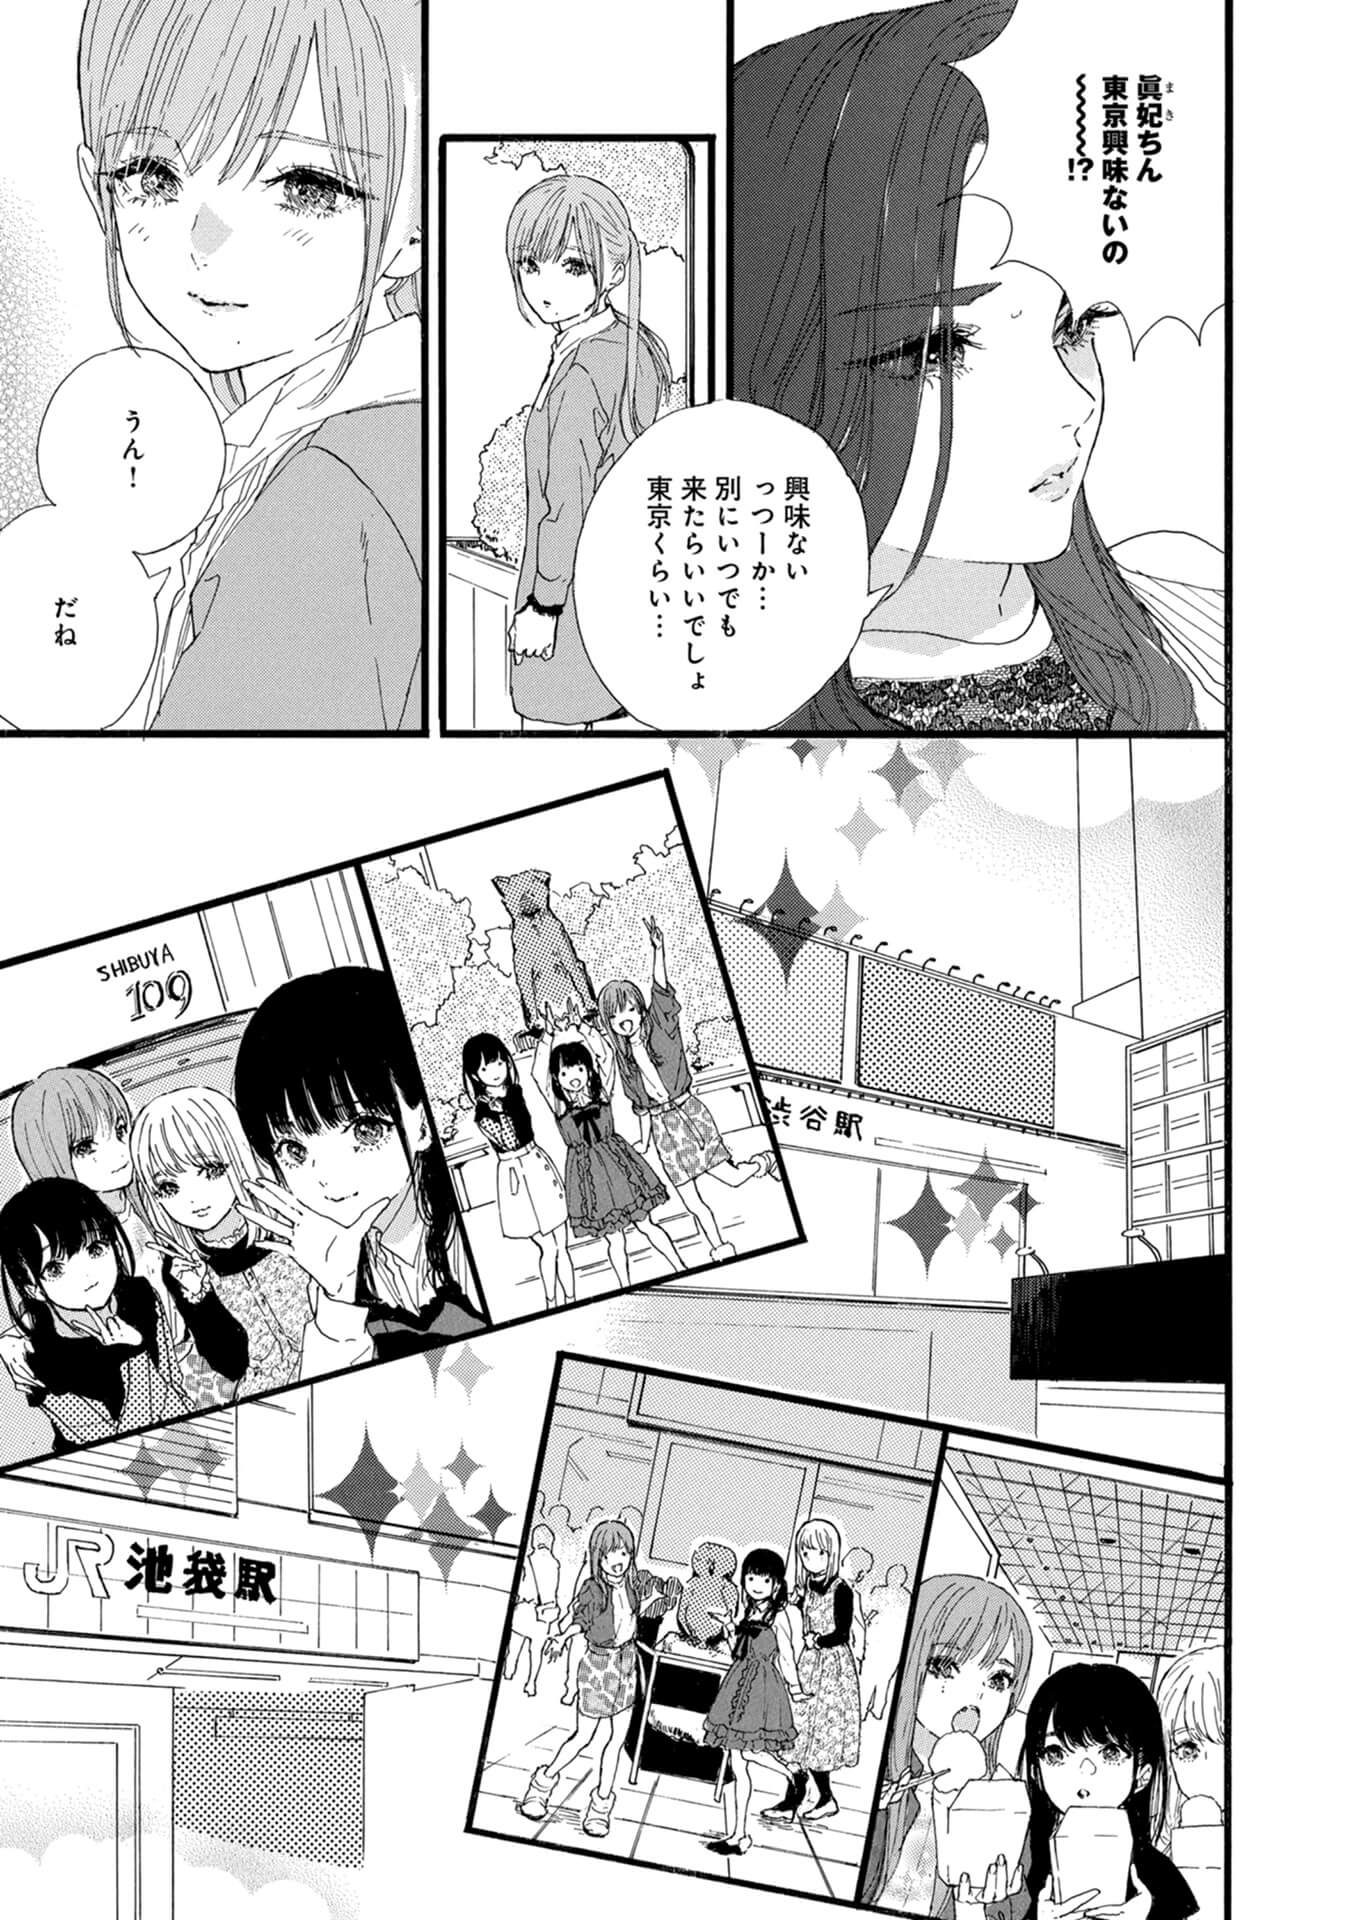 眞妃ちん
まき
東京興味ないの
〜〜〜〜!?
興味ない
っつーか…
別にいつでも
来たらいいでしょ
東京くらい…
うん！
だね
渋谷駅
SHIBUYA
109
JR 池袋駅